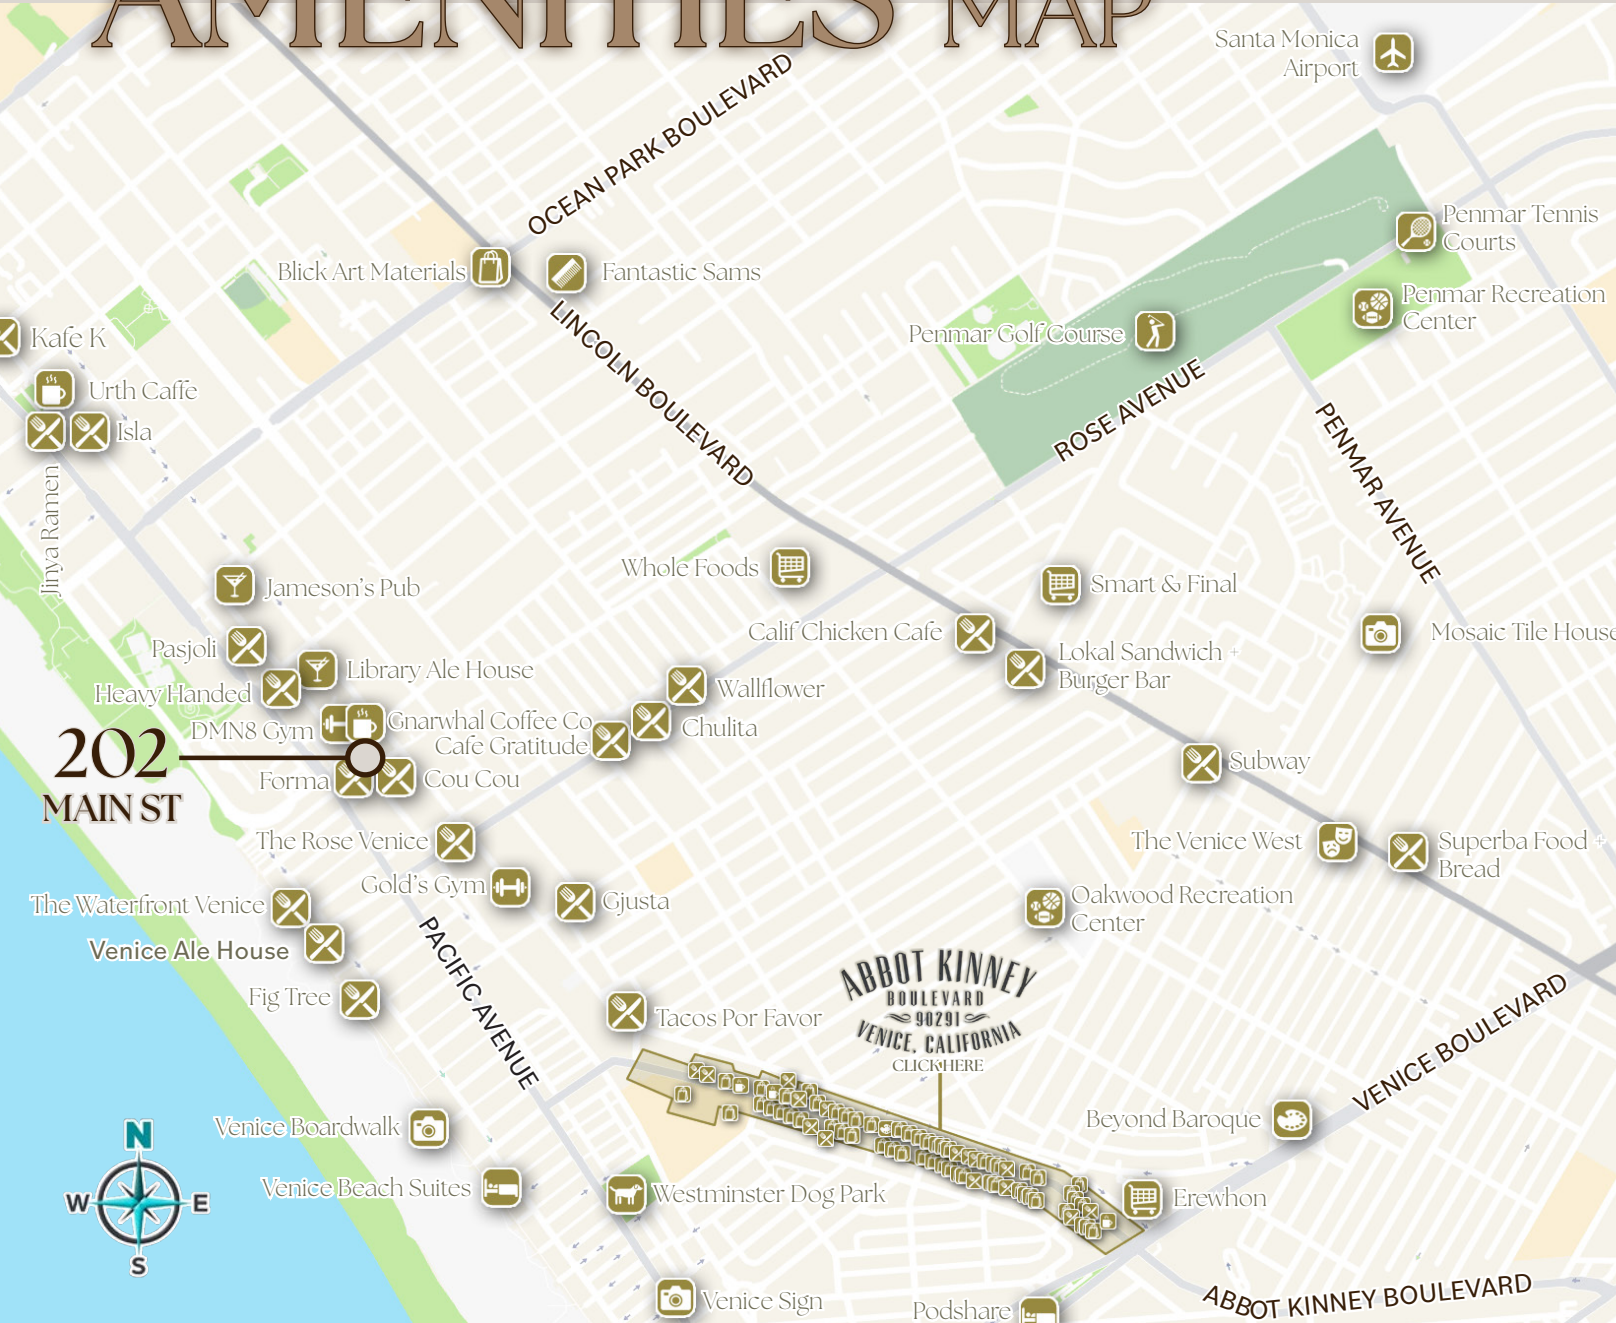 AMENITIES MAP
Santa Monica
Airport
OCEAN PARK BOULEVARD
Penmar Tennis
Courts
Blick Art Materials
Fantastic Sams
Penmar Recreation
Center
LINCOLN BOULEVARD
Kafe K
Penmar Golf Course
Urth Caffe
ROSE AVENUE
Isla
PENMAR AVENUE
Jinya Ramen
Whole Foods
Jameson's Pub
Smart & Final
Calif Chicken Cafe
Mosaic Tile House
Pasjoli
Library Ale House
Lokal Sandwich +
Burger Bar
Heavy Handed
Wallflower
DMN8 Gym
Gnarwhal Coffee Co
Chulita
Cafe Gratitude
202
MAIN ST
Forma
Cou Cou
Subway
The Rose Venice
The Venice West
Superba Food +
Bread
Gold's Gym
Gjusta
Oakwood Recreation
Center
The Waterfront Venice
Venice Ale House
PACIFIC AVENUE
Fig Tree
Tacos Por Favor
ABBOT KINNEY
BOULEVARD
90291
VENICE, CALIFORNIA
CLICK HERE
VENICE BOULEVARD
Venice Boardwalk
Beyond Baroque
N
W E
S
Venice Beach Suites
Westminster Dog Park
Erewhon
Venice Sign
Podshare
ABBOT KINNEY BOULEVARD